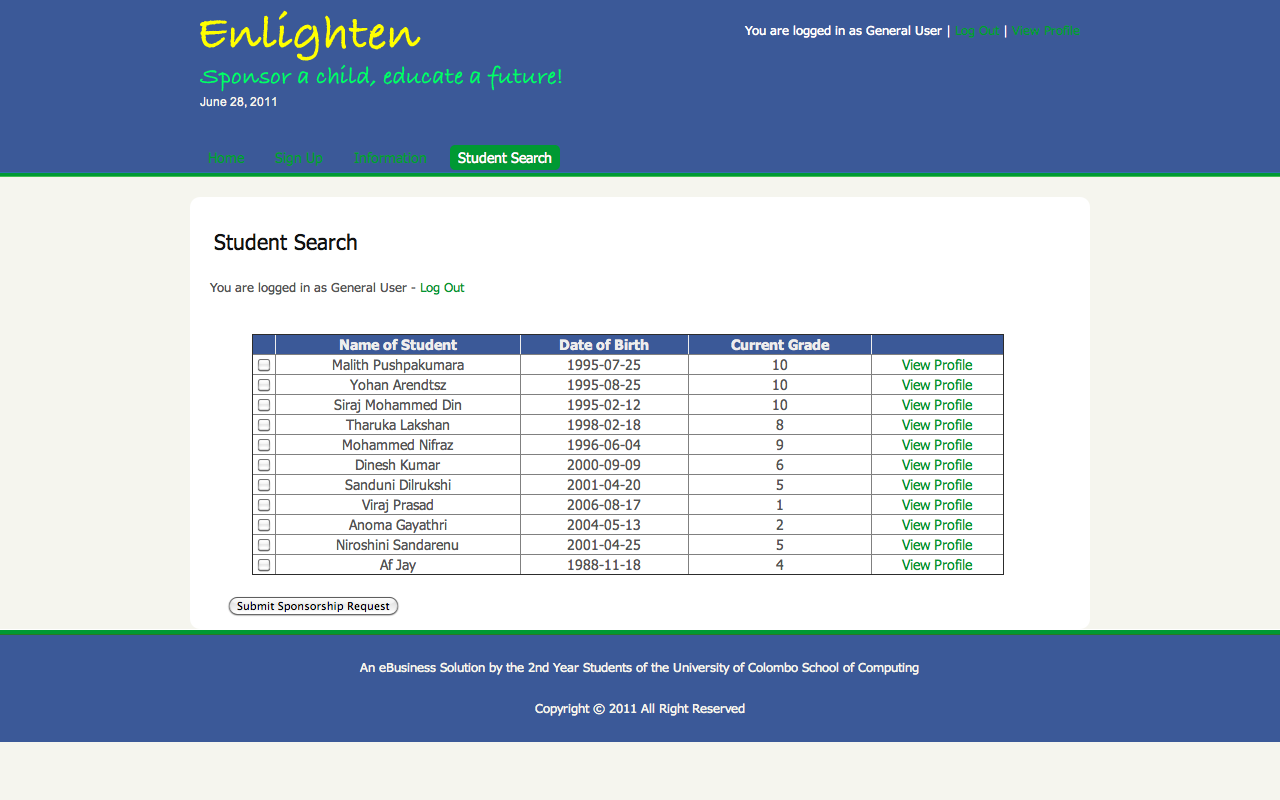 Enlighten
You are logged in as General User | Log Out | View Profile
Sponsor a child, educate a future!
June 28, 2011
Home Sign Up Information Student Search
Student Search
You are logged in as General User - Log Out
Name of Student Date of Birth Current Grade
Malith Pushpakumara 1995-07-25 10 View Profile
Yohan Arendtsz 1995-08-25 10 View Profile
Siraj Mohammed Din 1995-02-12 10 View Profile
Tharuka Lakshan 1998-02-18 8 View Profile
Mohammed Nifraz 1996-06-04 9 View Profile
Dinesh Kumar 2000-09-09 6 View Profile
Sanduni Dilrukshi 2001-04-20 5 View Profile
Viraj Prasad 2006-08-17 1 View Profile
Anoma Gayathri 2004-05-13 2 View Profile
Niroshini Sandarenu 2001-04-25 5 View Profile
Af Jay 1988-11-18 4 View Profile
Submit Sponsorship Request
An eBusiness Solution by the 2nd Year Students of the University of Colombo School of Computing
Copyright © 2011 All Right Reserved